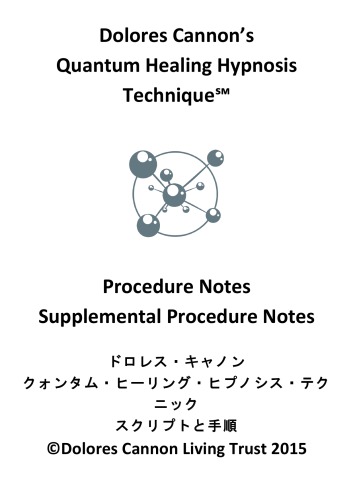 Dolores Cannon’s
Quantum Healing Hypnosis
Technique℠
Procedure Notes
Supplemental Procedure Notes
ドロレス・キャノン
クォンタム・ヒーリング・ヒプノシス・テク
ニック
スクリプトと手順
©Dolores Cannon Living Trust 2015